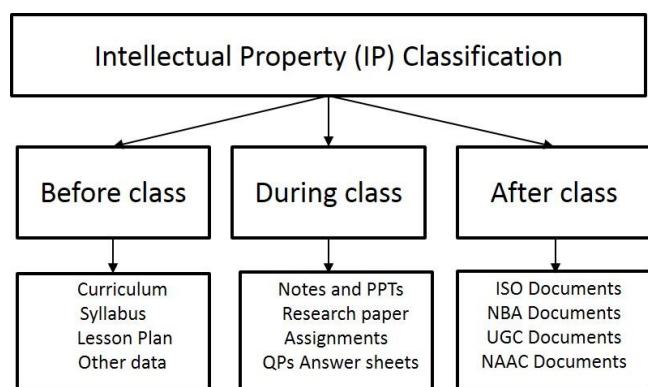 Intellectual Property (IP) Classification
Before class
During class
After class
Curriculum
Syllabus
Lesson Plan
Other data
Notes and PPTs
Research paper
Assignments
QPs Answer sheets
ISO Documents
NBA Documents
UGC Documents
NAAC Documents